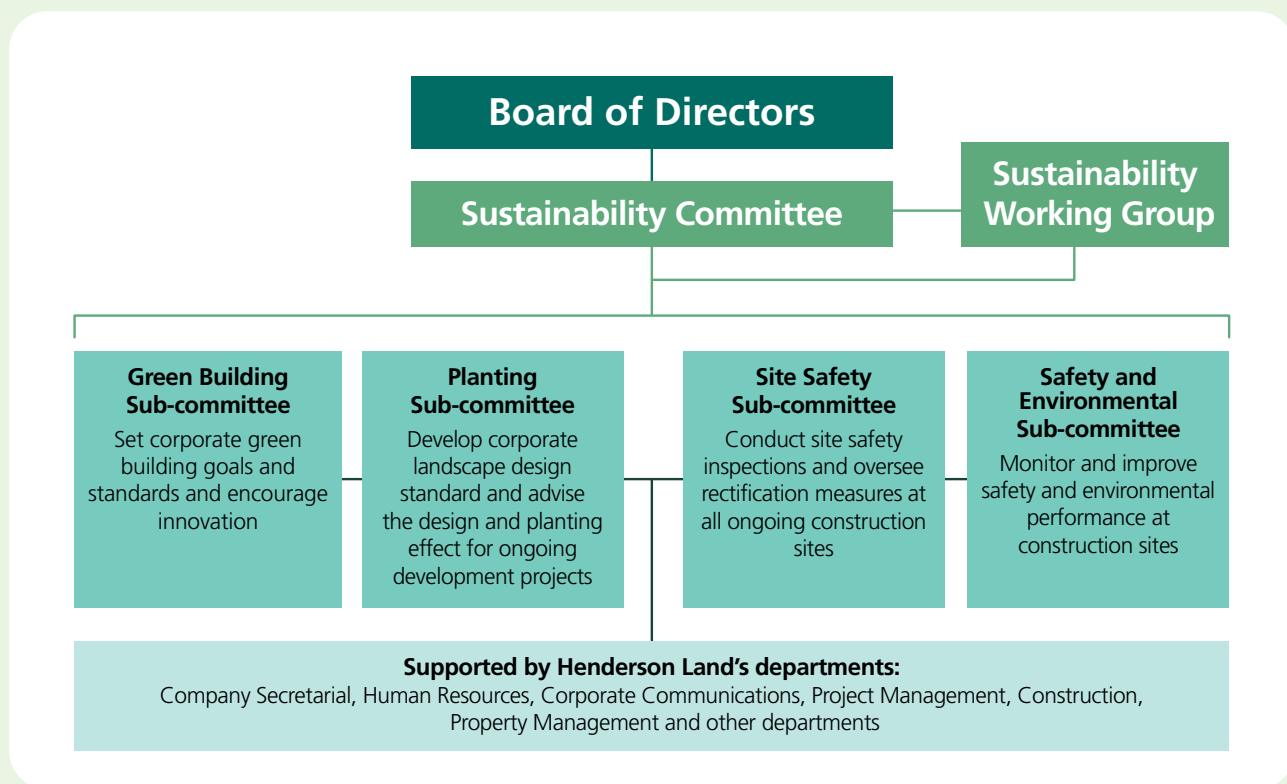 Board of Directors
Sustainability Committee
Sustainability
Working Group
Green Building
Sub-committee
Set corporate green
building goals and
standards and encourage
innovation
Planting
Sub-committee
Develop corporate
landscape design
standard and advise
the design and planting
effect for ongoing
development projects
Site Safety
Sub-committee
Conduct site safety
inspections and oversee
rectification measures at
all ongoing construction
sites
Safety and
Environmental
Sub-committee
Monitor and improve
safety and environmental
performance at
construction sites
Supported by Henderson Land's departments:
Company Secretarial, Human Resources, Corporate Communications, Project Management, Construction,
Property Management and other departments